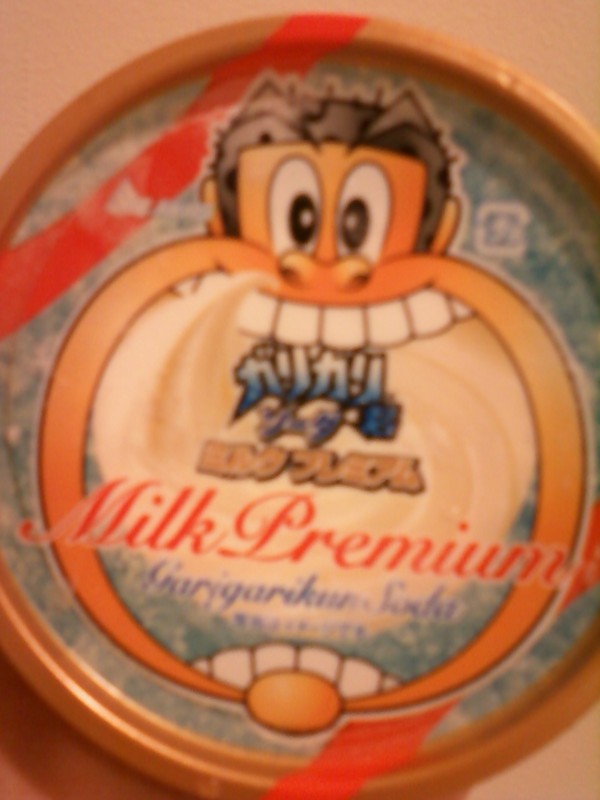 ガリガリ
ソーダ・味
ミルクプレミアム
Milk Premium
Garigarikun Soda